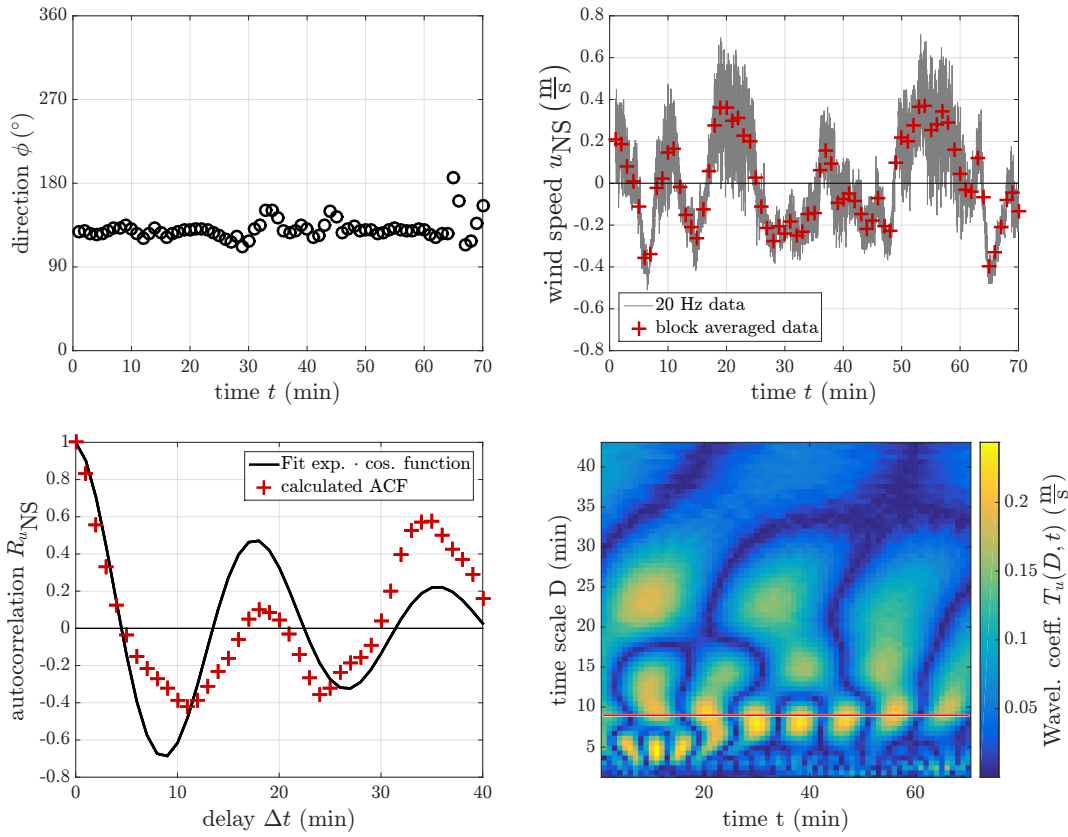 360
270
180
90
0
direction ϕ (°)
0 10 20 30 40 50 60 70
time t (min)
0.8
0.6
0.4
0.2
0
-0.2
-0.4
-0.6
-0.8
wind speed u_NS (m/s)
20 Hz data
block averaged data
0 10 20 30 40 50 60 70
time t (min)
1
0.8
0.6
0.4
0.2
0
-0.2
-0.4
-0.6
-0.8
autocorrelation R_{u_NS}
Fit exp. · cos. function
calculated ACF
0 10 20 30 40
delay Δt (min)
40
35
30
25
20
15
10
5
time scale D (min)
20 40 60
time t (min)
0.2
0.15
0.1
0.05
Wavel. coeff. T_u(D, t) (m/s)